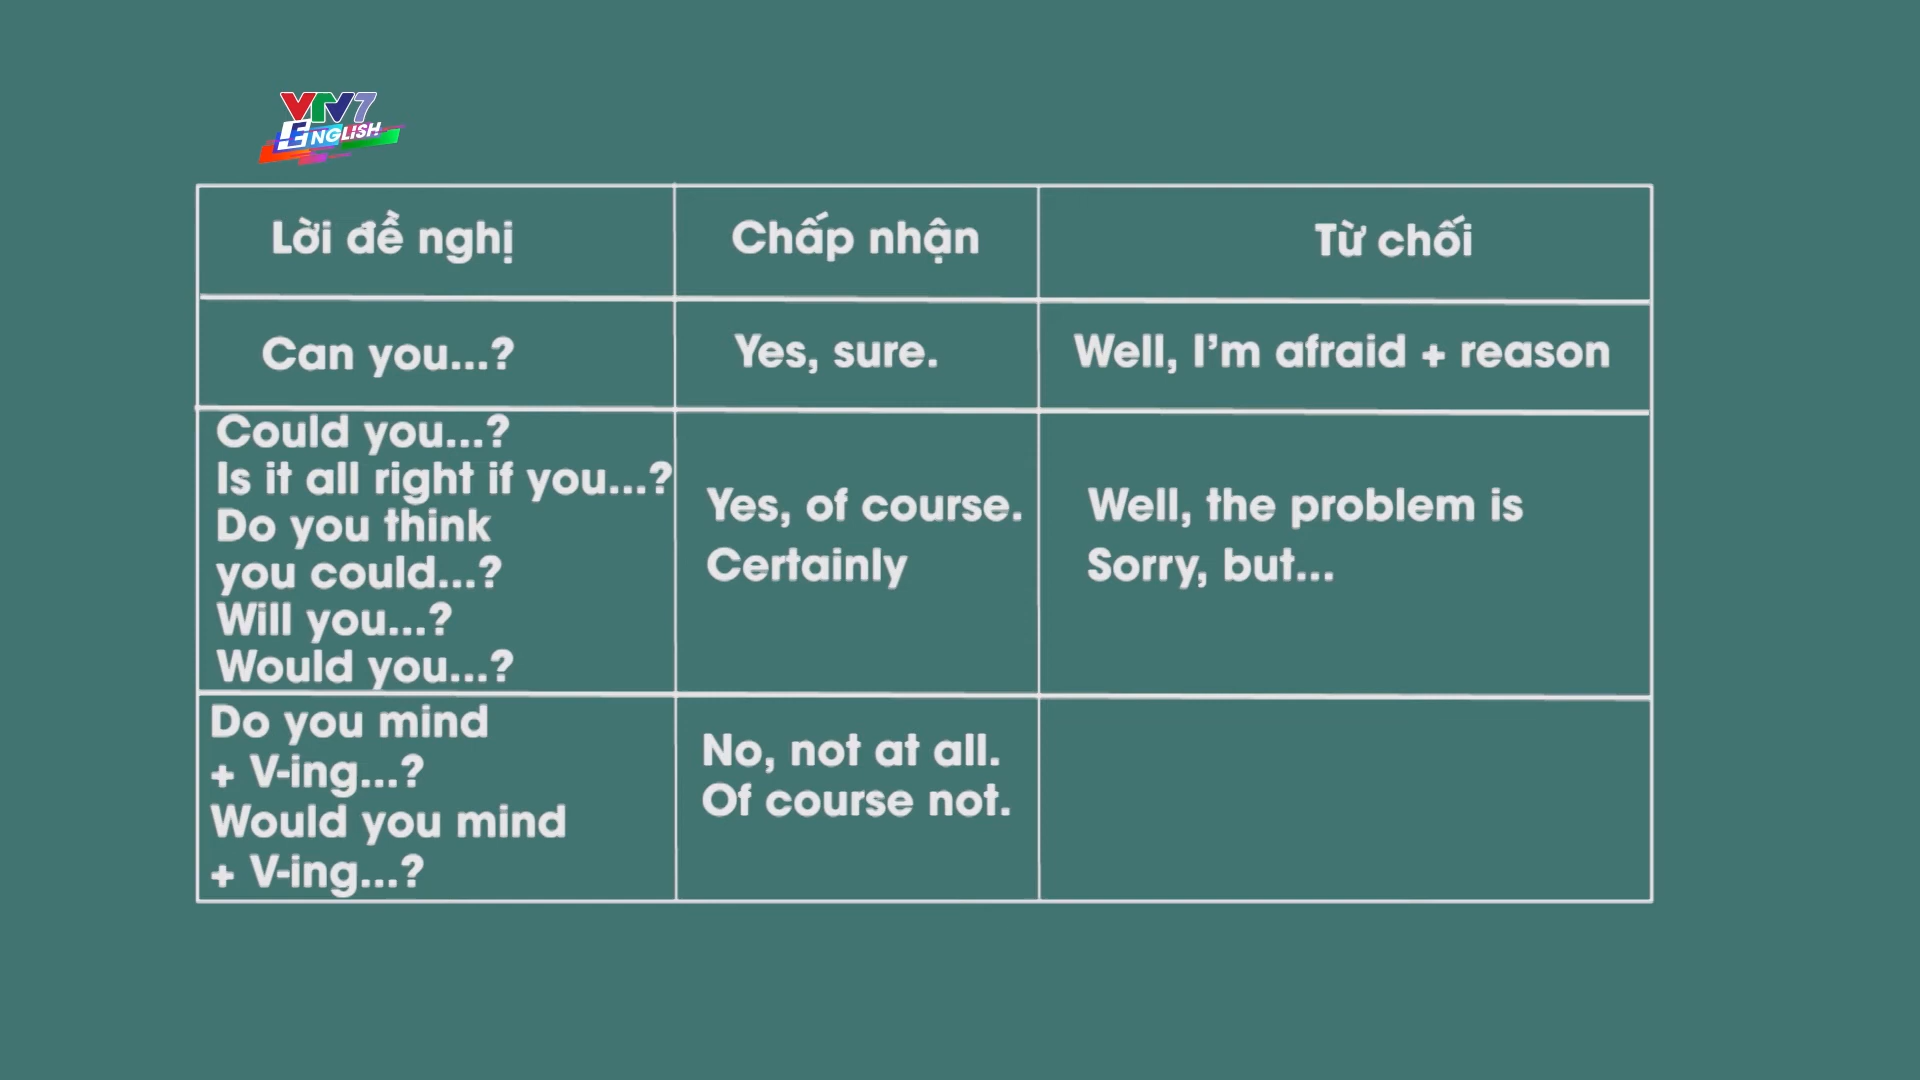 VTV7
ENGLISH
Lời đề nghị
Chấp nhận
Từ chối
Can you...?
Yes, sure.
Well, I'm afraid + reason
Could you...?
Is it all right if you...?
Do you think
you could...?
Will you...?
Would you...?
Yes, of course.
Certainly
Well, the problem is
Sorry, but...
Do you mind
+ V-ing...?
Would you mind
+ V-ing...?
No, not at all.
Of course not.